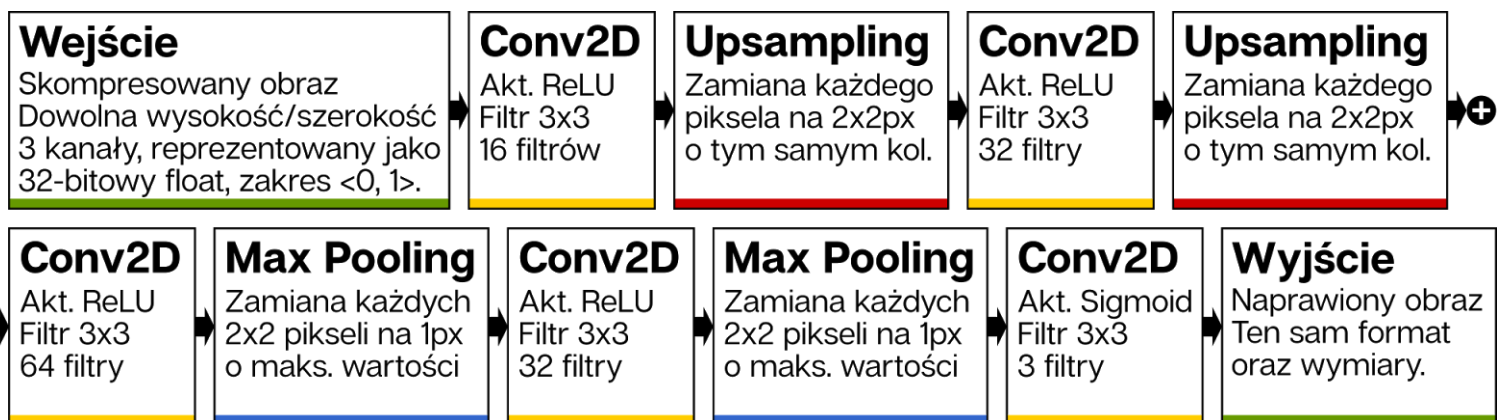 Wejście
Skompresowany obraz
Dowolna wysokość/szerokość
3 kanały, reprezentowany jako
32-bitowy float, zakres <0, 1>.
Conv2D
Akt. ReLU
Filtr 3x3
16 filtrów
Upsampling
Zamiana każdego
piksela na 2x2px
o tym samym kol.
Conv2D
Akt. ReLU
Filtr 3x3
32 filtry
Upsampling
Zamiana każdego
piksela na 2x2px
o tym samym kol.
Conv2D
Akt. ReLU
Filtr 3x3
64 filtry
Max Pooling
Zamiana każdych
2x2 pikseli na 1px
o maks. wartości
Conv2D
Akt. ReLU
Filtr 3x3
32 filtry
Max Pooling
Zamiana każdych
2x2 pikseli na 1px
o maks. wartości
Conv2D
Akt. Sigmoid
Filtr 3x3
3 filtry
Wyjście
Naprawiony obraz
Ten sam format
oraz wymiary.